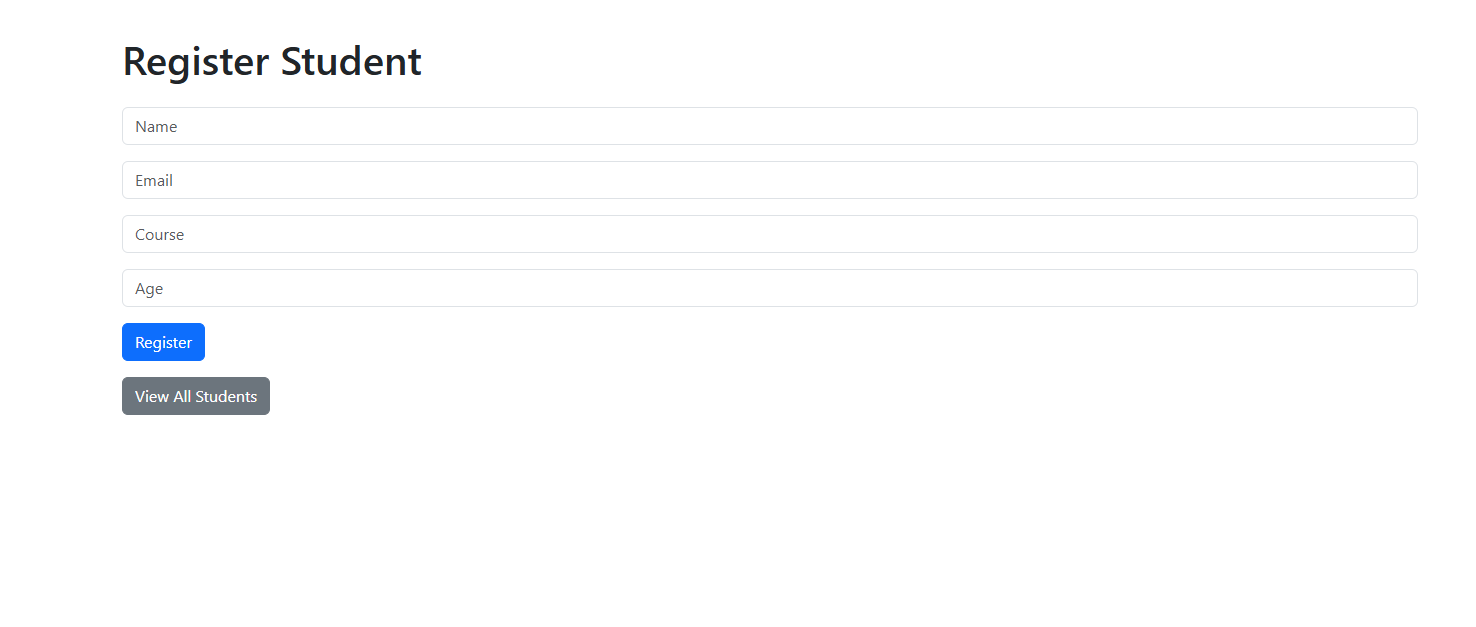 Register Student
Name
Email
Course
Age
Register
View All Students